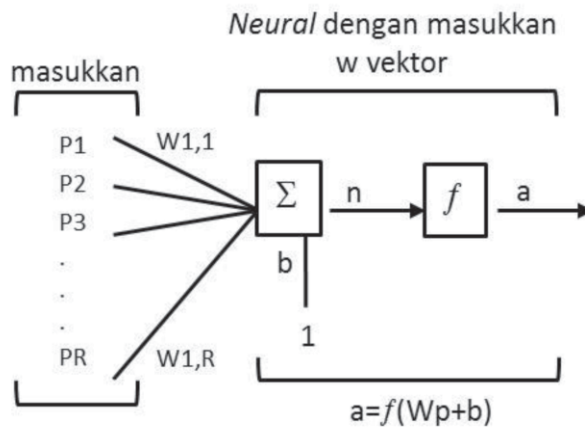 Neural dengan masukkan
w vektor
masukkan
P1
W1,1
P2
P3
.
.
.
PR
W1,R
Σ
n
f
a
b
1
a=f(Wp+b)